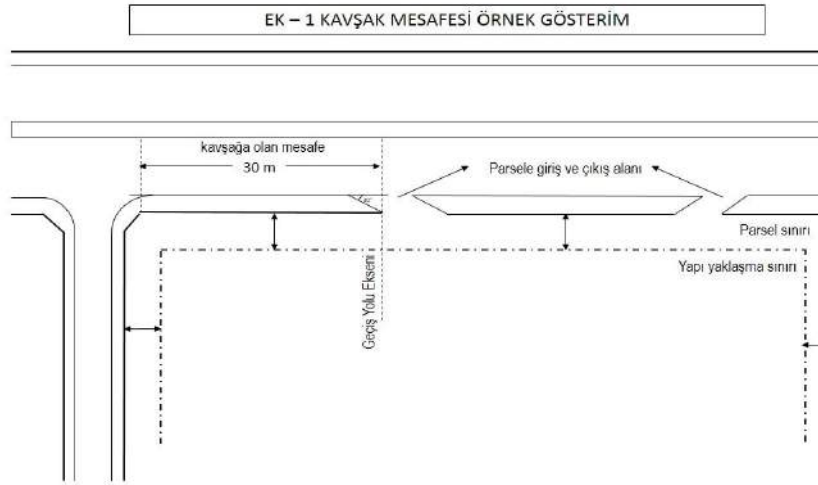 EK – 1 KAVŞAK MESAFESİ ÖRNEK GÖSTERİM
kavşağa olan mesafe
30 m
Parsele giriş ve çıkış alanı
Parsel sınırı
Yapı yaklaşma sınırı
Geçiş Yolu Ekseni